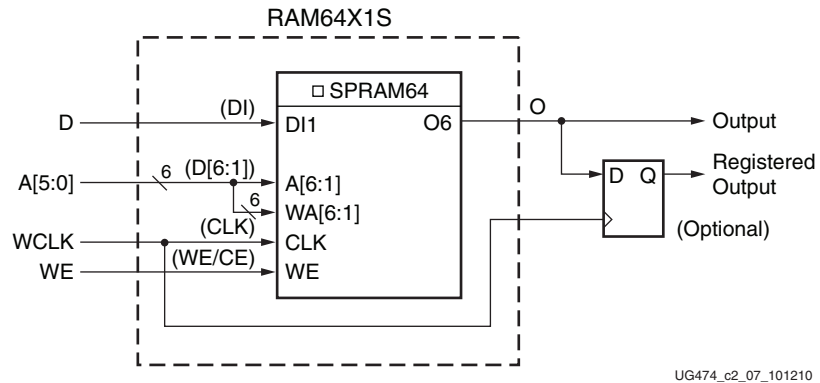 RAM64X1S
□ SPRAM64
D
(DI)
DI1
O6
O
Output
A[5:0]
6
(D[6:1])
A[6:1]
6
WA[6:1]
D Q
Registered
Output
(Optional)
WCLK
(CLK)
CLK
WE
(WE/CE)
WE
UG474_c2_07_101210